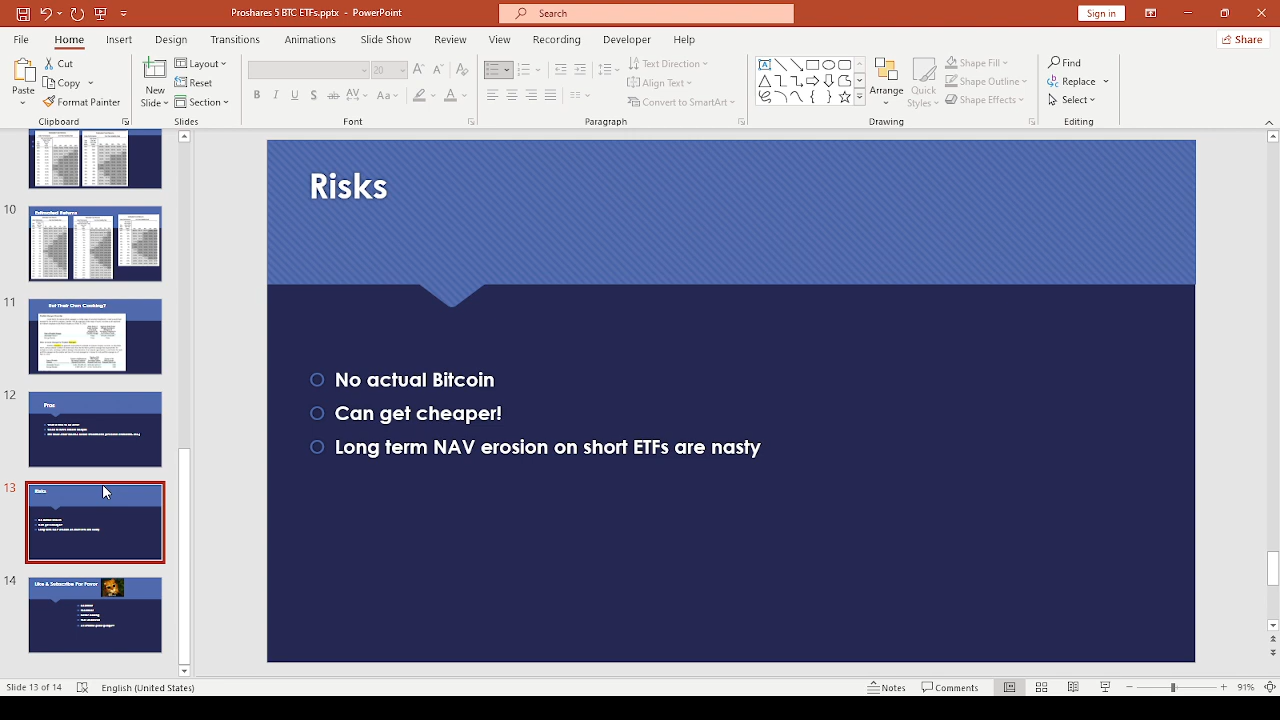 Proshares 5 BTC ETFs.pptx - PowerPoint
Search
Sign in
File Home Insert Design Transitions Animations Slide Show Review View Recording Developer Help
Share
Paste
Cut
Copy
Format Painter
Clipboard
New Slide
Layout
Reset
Section
Slides
20
Font
Paragraph
Text Direction
Align Text
Convert to SmartArt
Arrange
Quick Styles
Shape Fill
Shape Outline
Shape Effects
Drawing
Find
Replace
Select
Editing
10
Estimated Returns
11
Eat Their Own Cooking?
12
Pros
13
Risks
14
Like & Subscribe For Favor
Risks
No actual Bitcoin
Can get cheaper!
Long term NAV erosion on short ETFs are nasty
Slide 13 of 14
English (United States)
Notes
Comments
91%